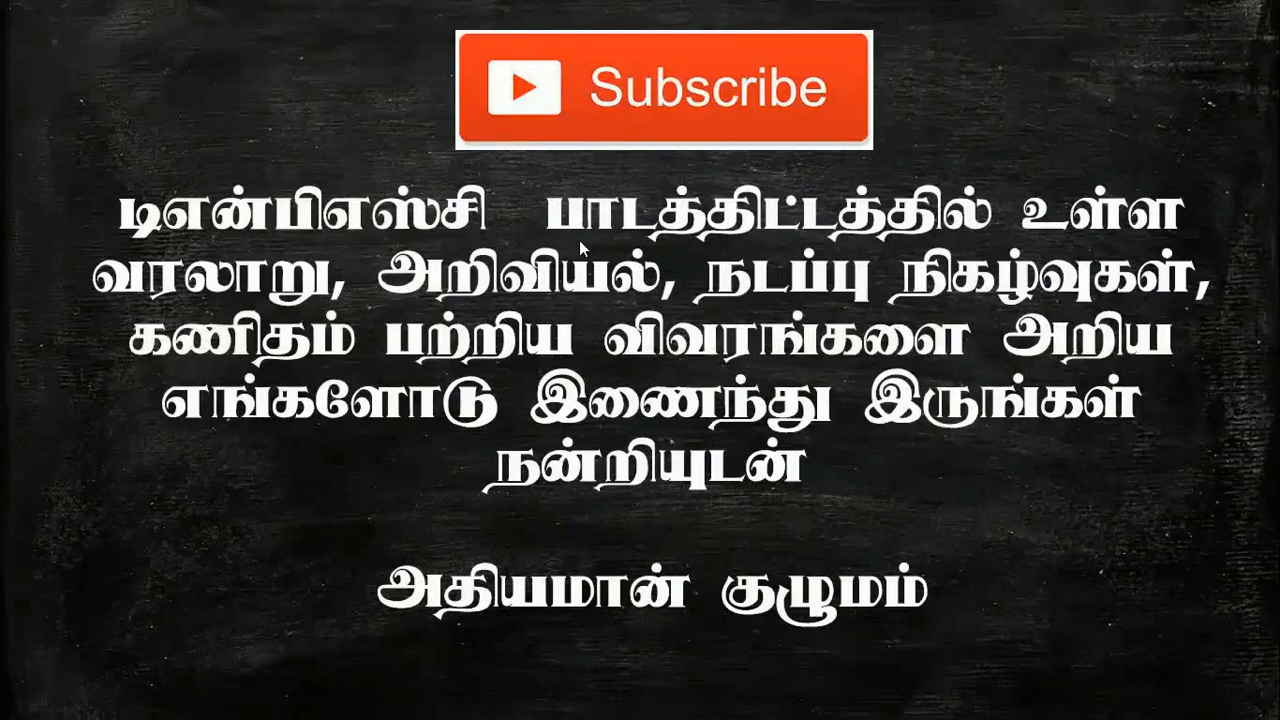 Subscribe
டிஎன்பிஎஸ்சி பாடத்திட்டத்தில் உள்ள
வரலாறு, அறிவியல், நடப்பு நிகழ்வுகள்,
கணிதம் பற்றிய விவரங்களை அறிய
எங்களோடு இணைந்து இருங்கள்
நன்றியுடன்
அதியமான் குழுமம்